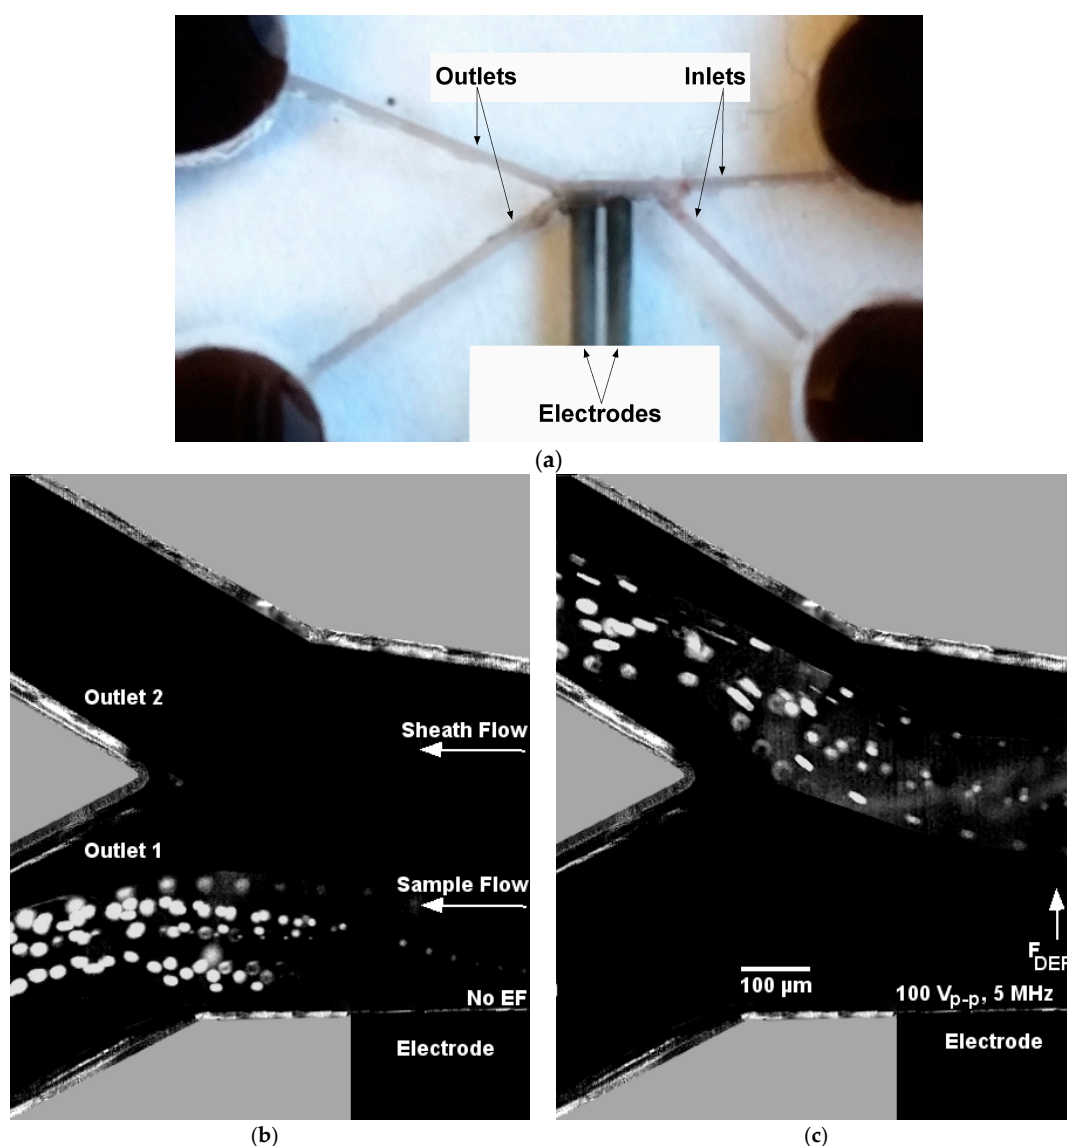 Outlets Inlets
Electrodes
(a)
Outlet 2
Sheath Flow
Outlet 1
Sample Flow
No EF
Electrode
(b)
F DEP
100 µm
100 Vp-p, 5 MHz
Electrode
(c)